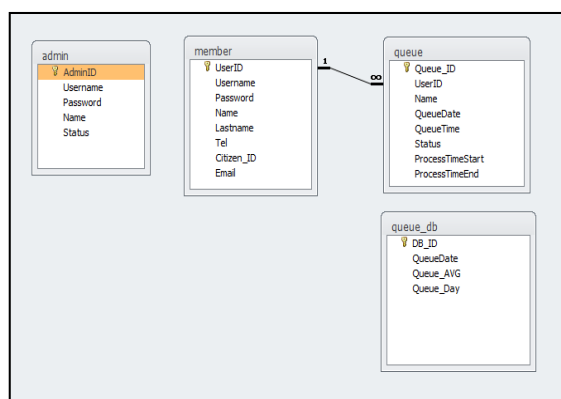 admin
AdminID
Username
Password
Name
Status
member
UserID
Username
Password
Name
Lastname
Tel
Citizen_ID
Email
1
∞
queue
Queue_ID
UserID
Name
QueueDate
QueueTime
Status
ProcessTimeStart
ProcessTimeEnd
queue_db
DB_ID
QueueDate
Queue_AVG
Queue_Day